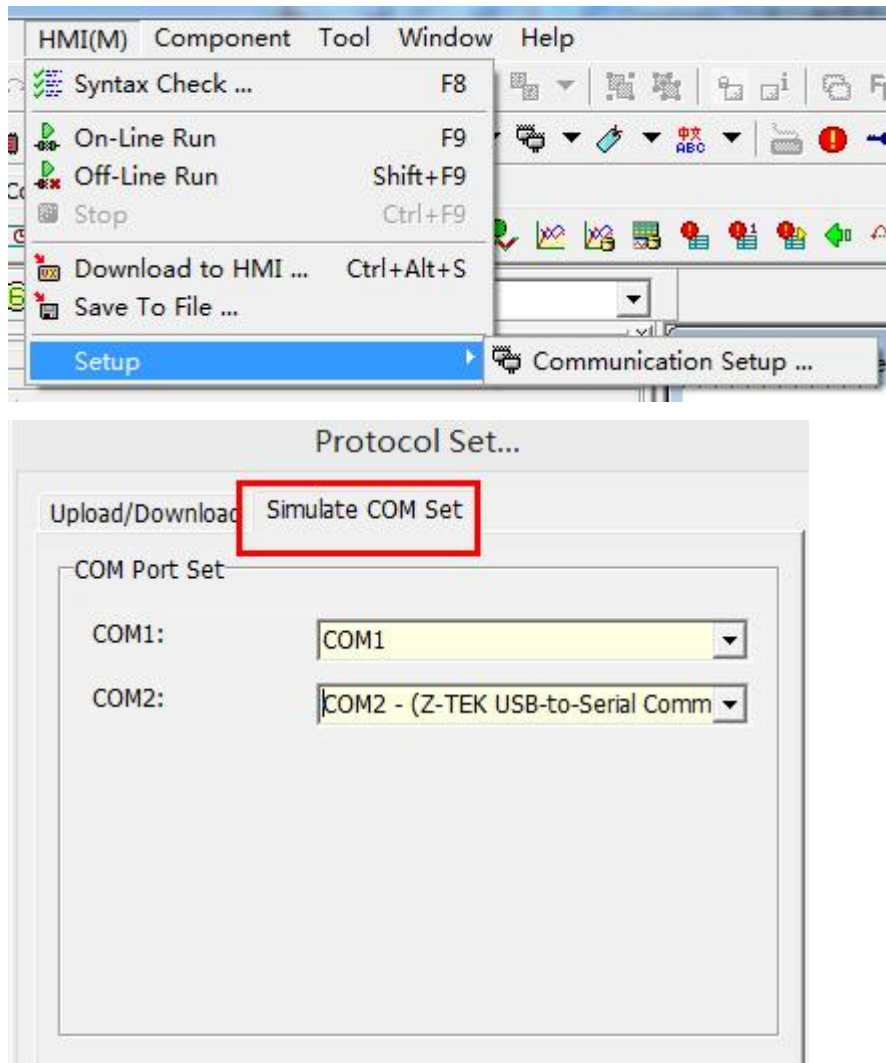 HMI(M) Component Tool Window Help
Syntax Check ... F8
On-Line Run F9
中文
ABC
Off-Line Run Shift+F9
Stop Ctrl+F9
Download to HMI ... Ctrl+Alt+S
Save To File ...
Setup Communication Setup ...
Protocol Set...
Upload/Download Simulate COM Set
COM Port Set
COM1: COM1
COM2: COM2 - (Z-TEK USB-to-Serial Comm